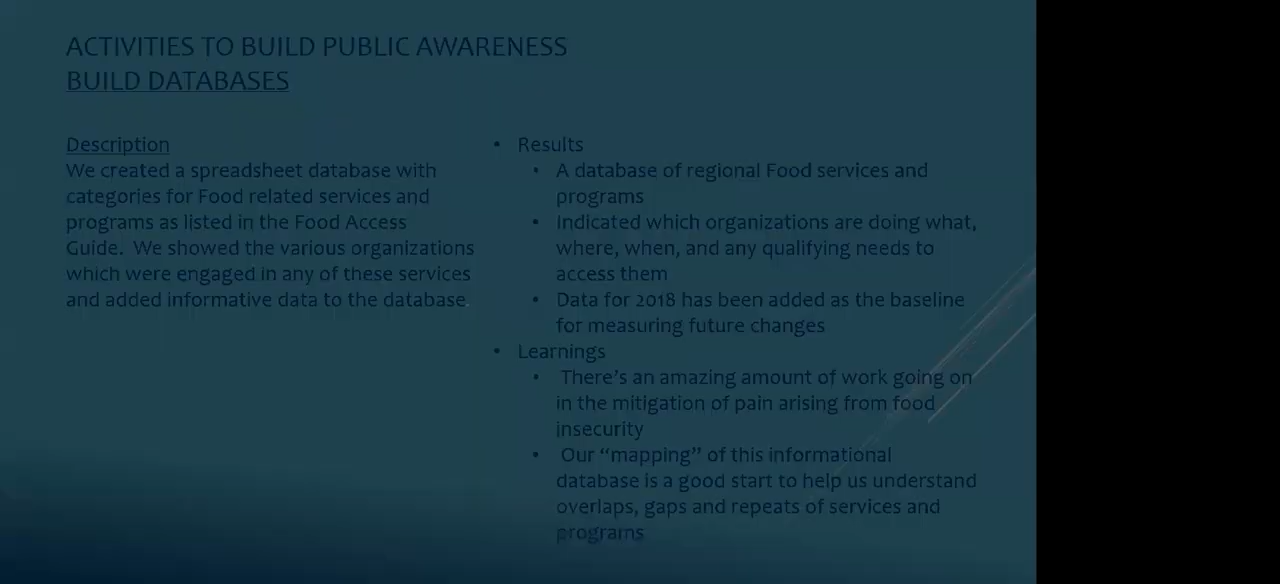 ACTIVITIES TO BUILD PUBLIC AWARENESS
BUILD DATABASES
Description
We created a spreadsheet database with
categories for Food related services and
programs as listed in the Food Access
Guide.  We showed the various organizations
which were engaged in any of these services
and added informative data to the database.
• Results
• A database of regional Food services and
programs
• Indicated which organizations are doing what,
where, when, and any qualifying needs to
access them
• Data for 2018 has been added as the baseline
for measuring future changes
• Learnings
• There’s an amazing amount of work going on
in the mitigation of pain arising from food
insecurity
• Our “mapping” of this informational
database is a good start to help us understand
overlaps, gaps and repeats of services and
programs